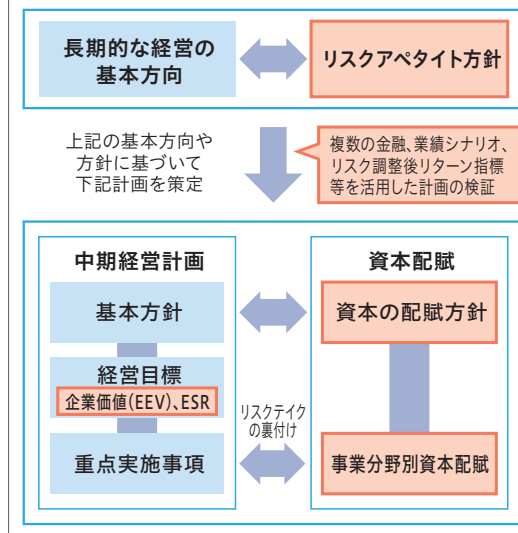 長期的な経営の
基本方向
リスクアペタイト方針
上記の基本方向や
方針に基づいて
下記計画を策定
複数の金融、業績シナリオ、
リスク調整後リターン指標
等を活用した計画の検証
中期経営計画
資本配賦
基本方針
資本の配賦方針
経営目標
企業価値(EEV)、ESR
リスクテイク
の裏付け
重点実施事項
事業分野別資本配賦